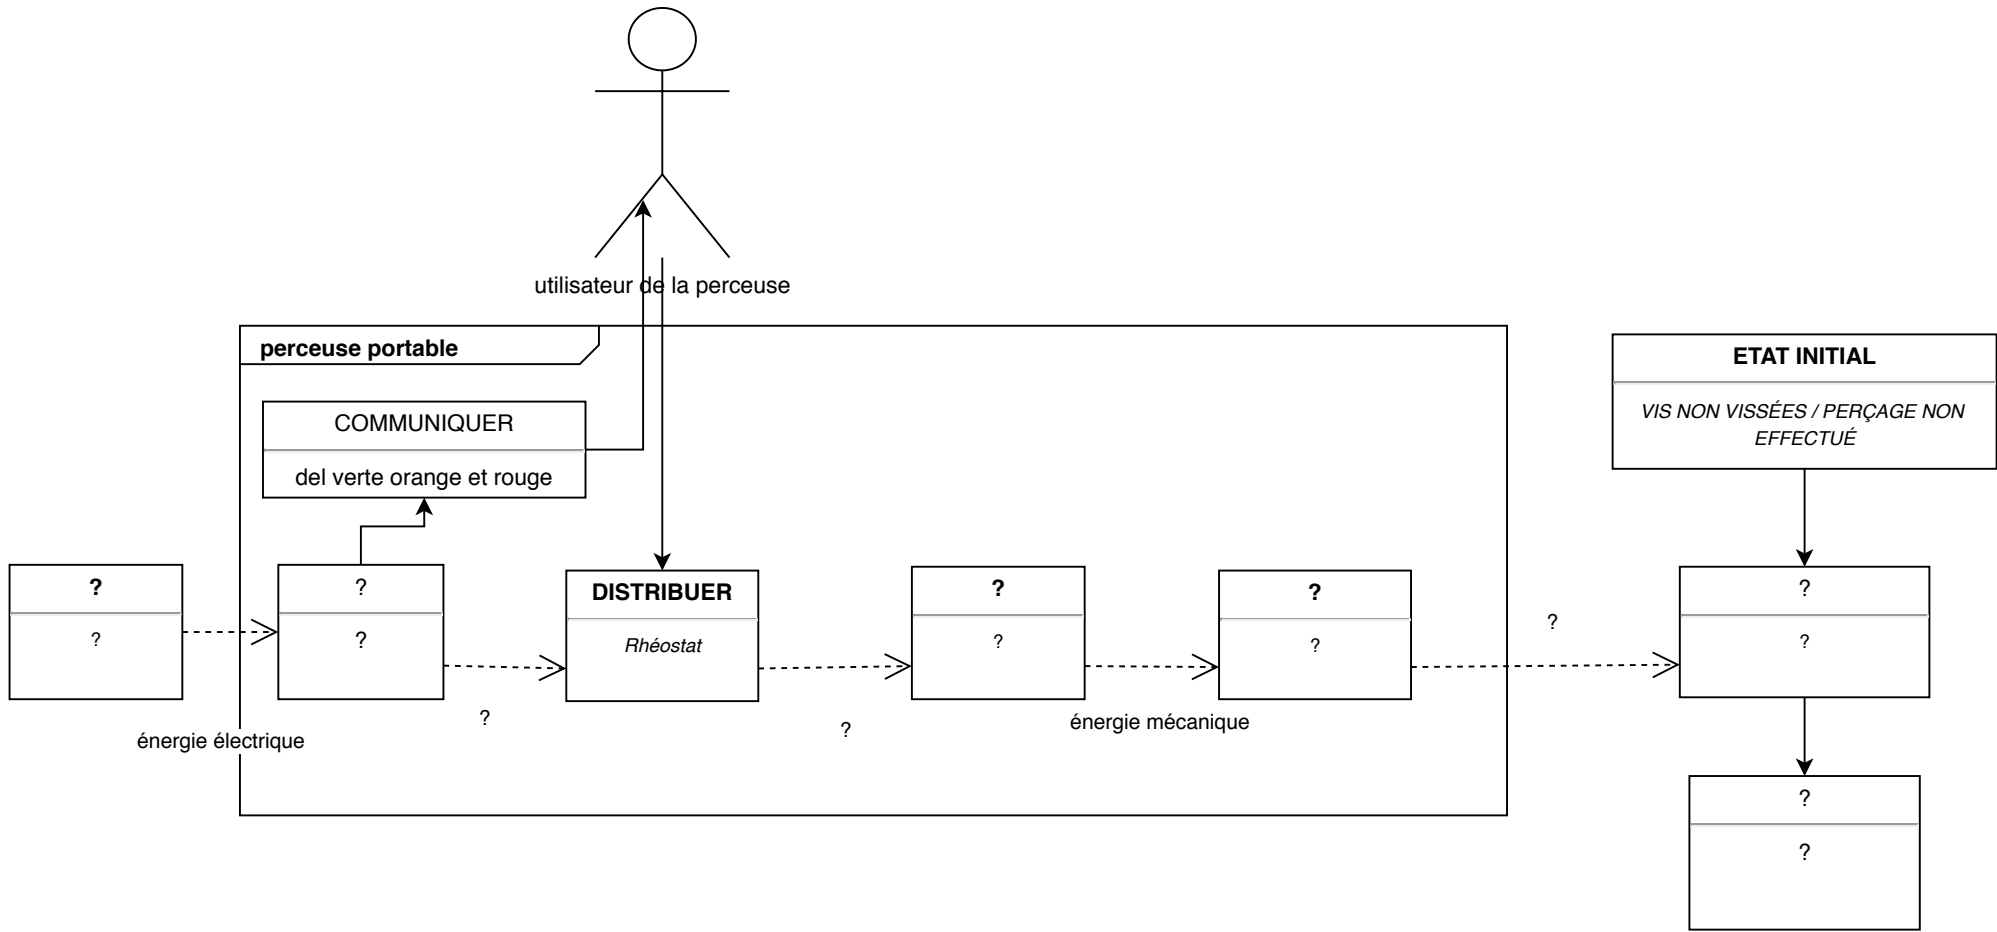 utilisateur de la perceuse
perceuse portable
ETAT INITIAL
VIS NON VISSÉES / PERÇAGE NON
EFFECTUÉ
COMMUNIQUER
del verte orange et rouge
?
?
?
?
DISTRIBUER
Rhéostat
?
?
?
?
?
?
?
énergie électrique
?
?
énergie mécanique
?
?